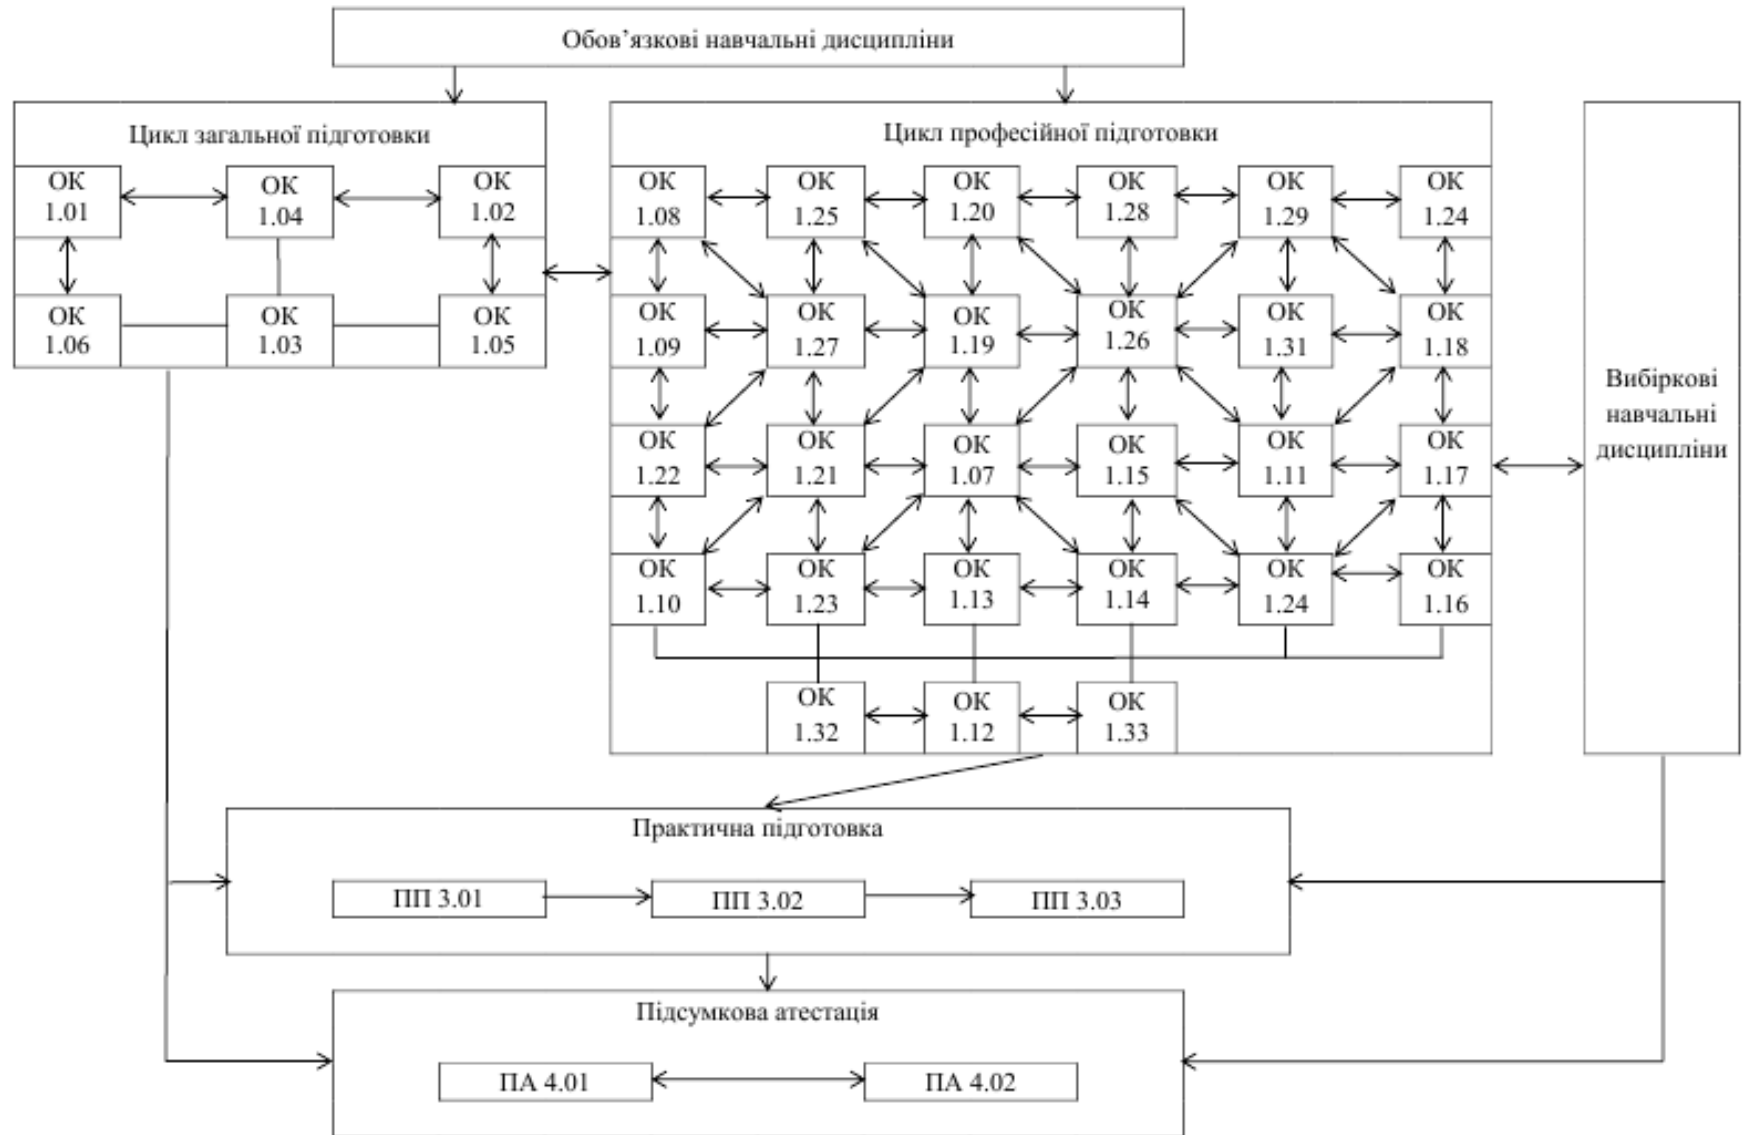 Обов’язкові навчальні дисципліни
Цикл загальної підготовки
ОК
1.01
ОК
1.04
ОК
1.02
ОК
1.06
ОК
1.03
ОК
1.05
Цикл професійної підготовки
ОК
1.08
ОК
1.25
ОК
1.20
ОК
1.28
ОК
1.29
ОК
1.24
ОК
1.09
ОК
1.27
ОК
1.19
ОК
1.26
ОК
1.31
ОК
1.18
ОК
1.22
ОК
1.21
ОК
1.07
ОК
1.15
ОК
1.11
ОК
1.17
ОК
1.10
ОК
1.23
ОК
1.13
ОК
1.14
ОК
1.24
ОК
1.16
ОК
1.32
ОК
1.12
ОК
1.33
Вибіркові
навчальні
дисципліни
Практична підготовка
ПП 3.01
ПП 3.02
ПП 3.03
Підсумкова атестація
ПА 4.01
ПА 4.02